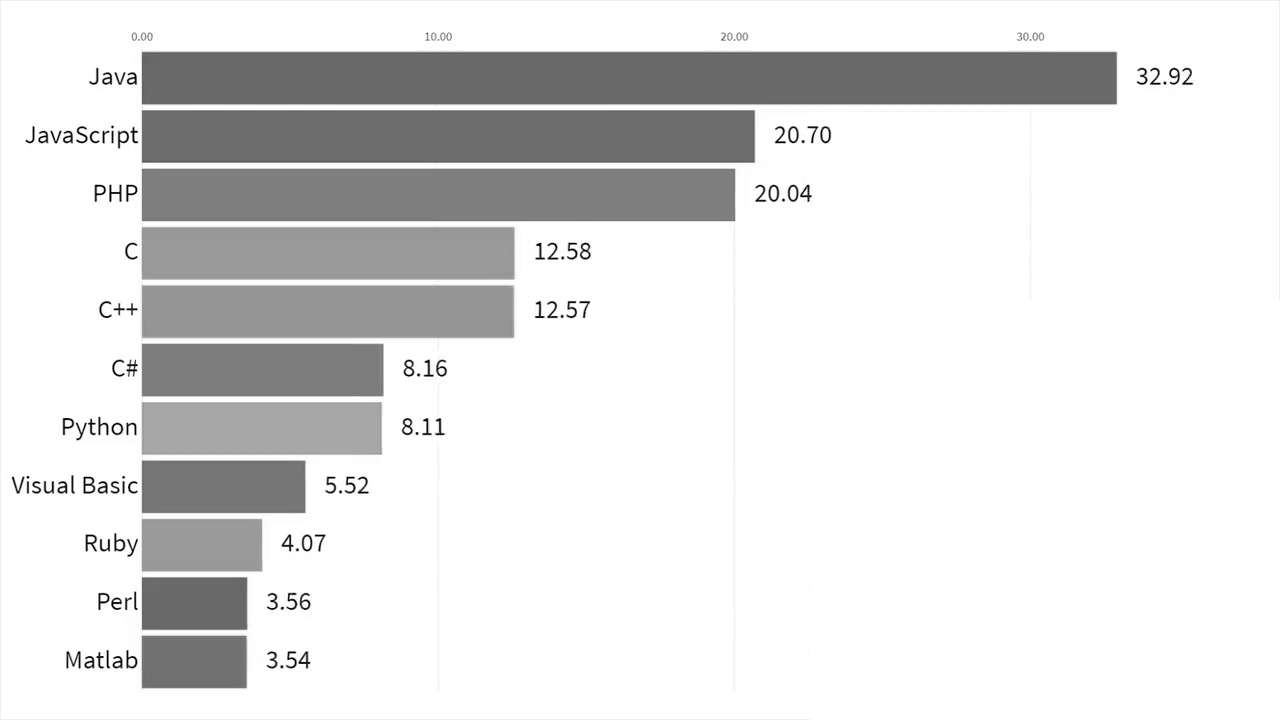 0.00 10.00 20.00 30.00
Java 32.92
JavaScript 20.70
PHP 20.04
C 12.58
C++ 12.57
C# 8.16
Python 8.11
Visual Basic 5.52
Ruby 4.07
Perl 3.56
Matlab 3.54